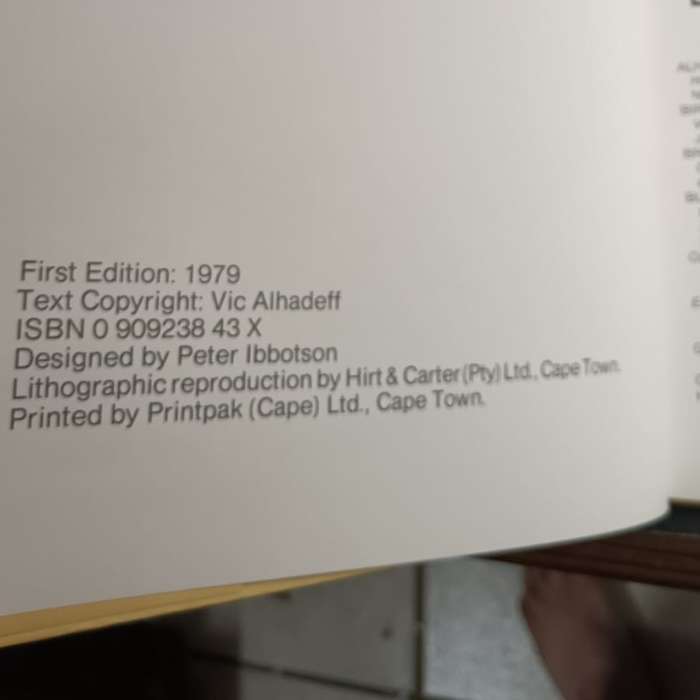 First Edition: 1979
Text Copyright: Vic Alhadeff
ISBN 0 909238 43 X
Designed by Peter Ibbotson
Lithographic reproduction by Hirt & Carter (Pty) Ltd., Cape Town.
Printed by Printpak (Cape) Ltd., Cape Town.